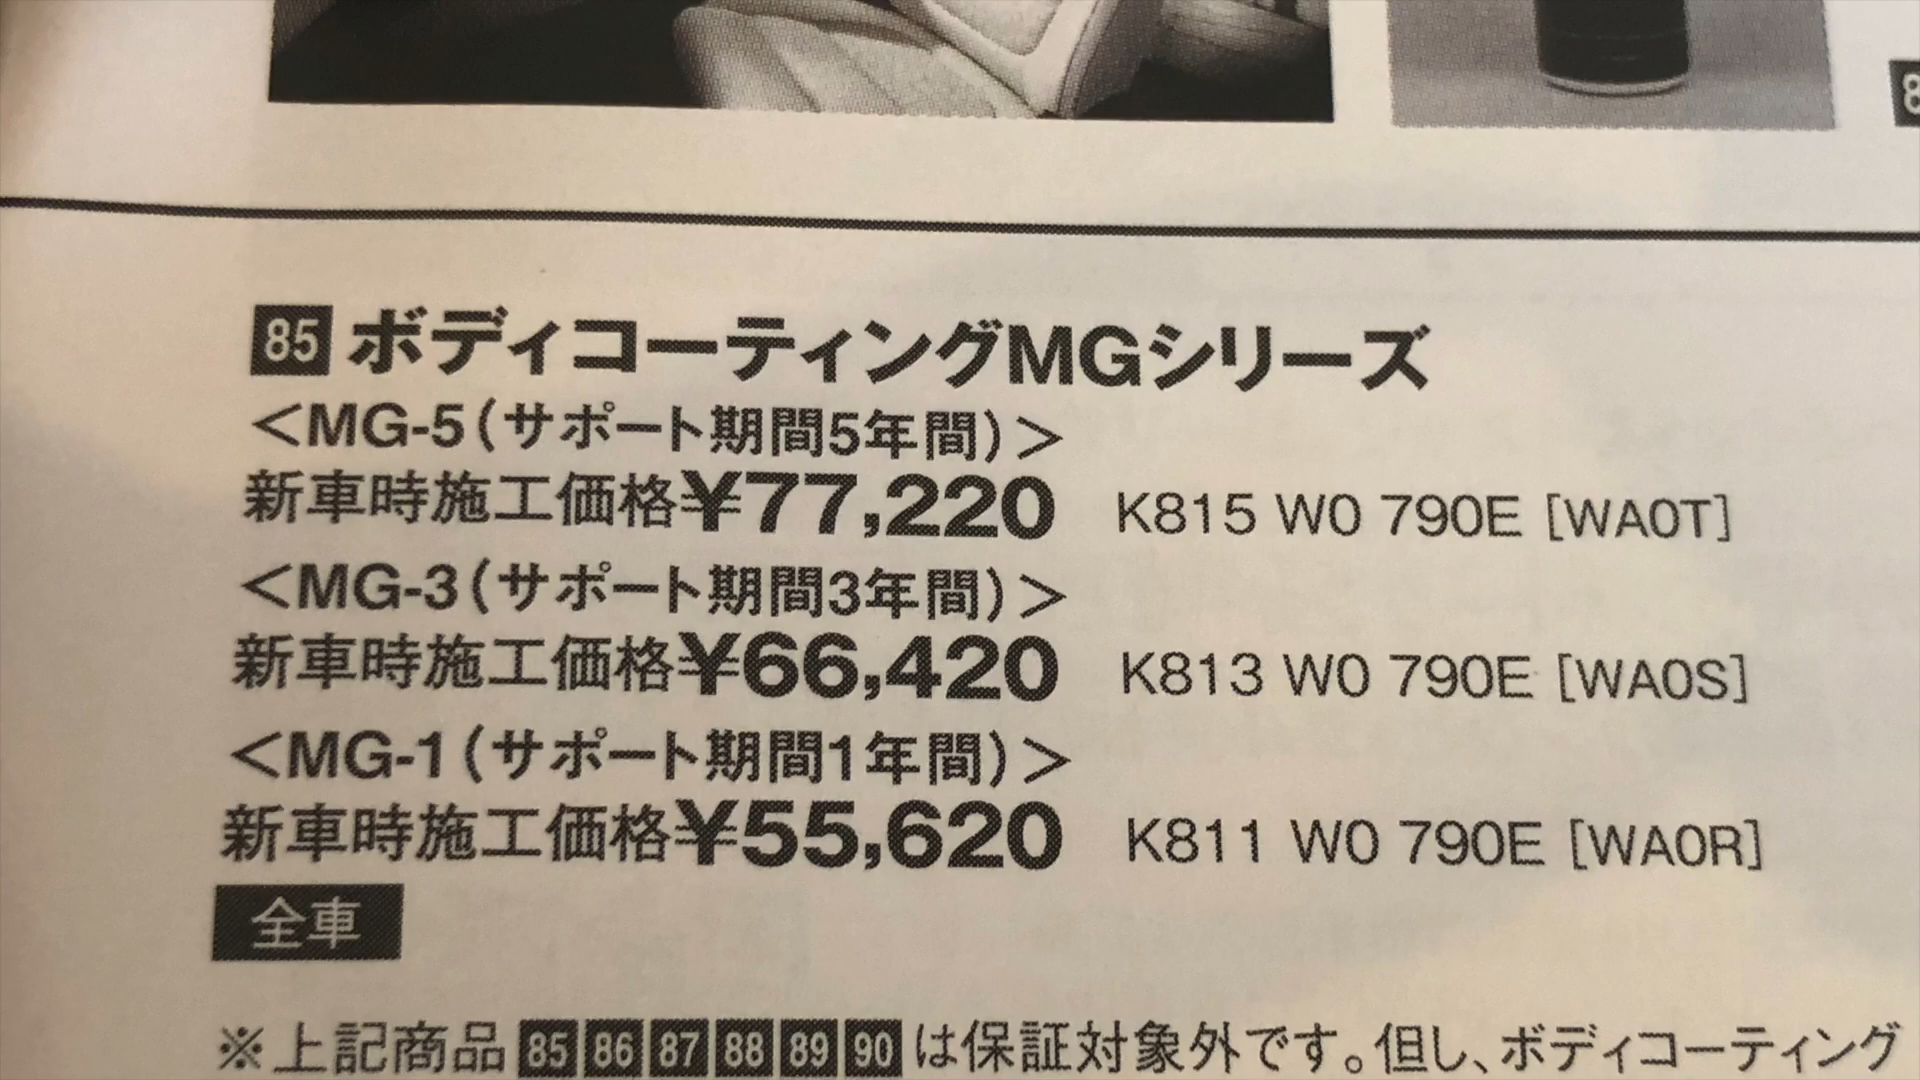 85 ボディコーティングMGシリーズ
＜MG-5（サポート期間5年間）＞
新車時施工価格¥77,220 K815 W0 790E [WA0T]
＜MG-3（サポート期間3年間）＞
新車時施工価格¥66,420 K813 W0 790E [WA0S]
＜MG-1（サポート期間1年間）＞
新車時施工価格¥55,620 K811 W0 790E [WA0R]
全車
※上記商品 85 86 87 88 89 90 は保証対象外です。但し、ボディコーティング